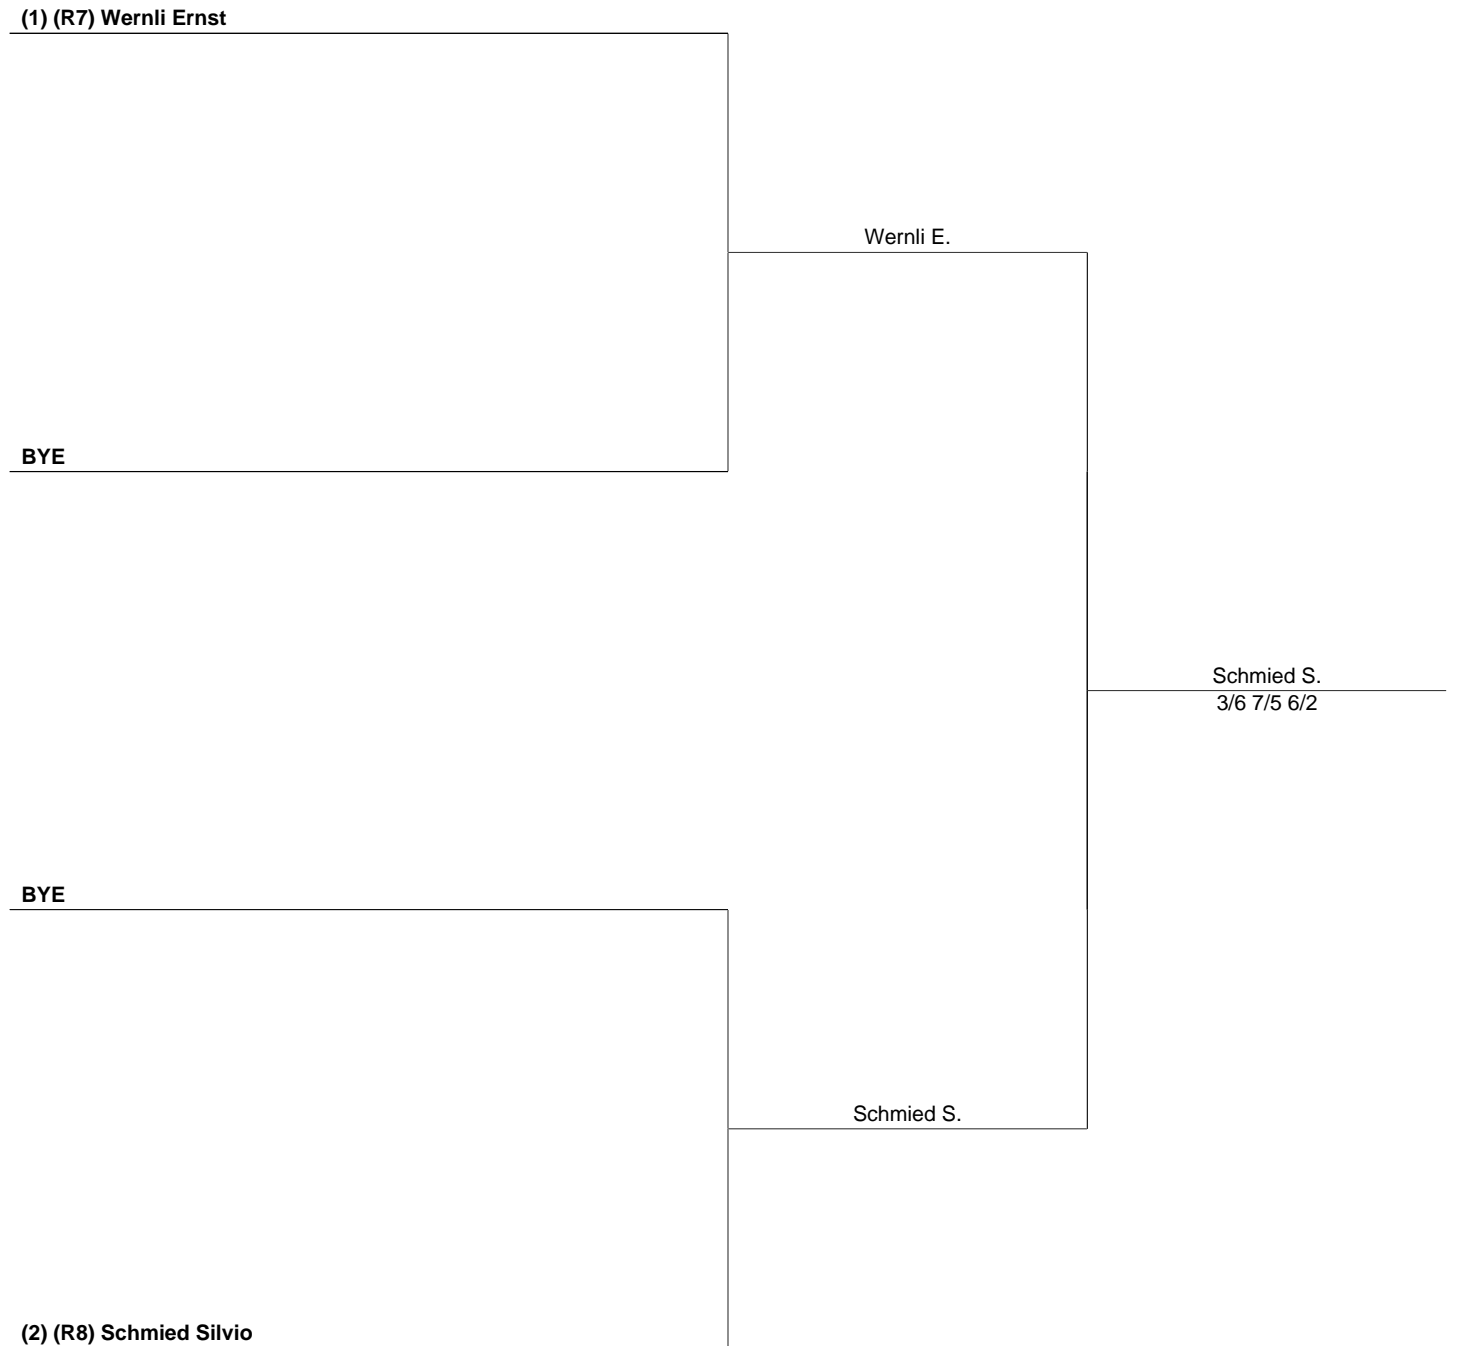 (1) (R7) Wernli Ernst
Wernli E.
BYE
Schmied S.
3/6 7/5 6/2
BYE
Schmied S.
(2) (R8) Schmied Silvio